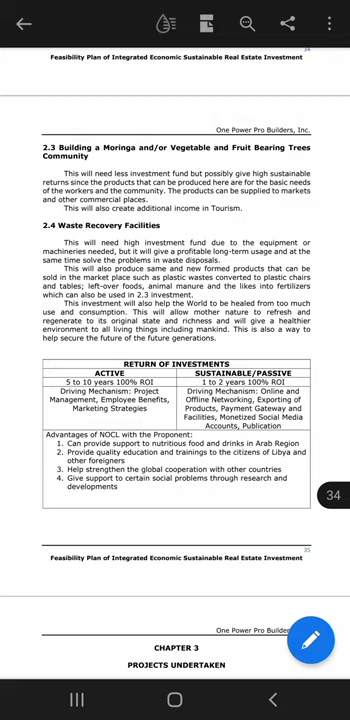 34
Feasibility Plan of Integrated Economic Sustainable Real Estate Investment
One Power Pro Builders, Inc.
2.3 Building a Moringa and/or Vegetable and Fruit Bearing Trees
Community
This will need less investment fund but possibly give high sustainable
returns since the products that can be produced here are for the basic needs
of the workers and the community. The products can be supplied to markets
and other commercial places.
This will also create additional income in Tourism.
2.4 Waste Recovery Facilities
This will need high investment fund due to the equipment or
machineries needed, but it will give a profitable long-term usage and at the
same time solve the problems in waste disposals.
This will also produce same and new formed products that can be
sold in the market place such as plastic wastes converted to plastic chairs
and tables; left-over foods, animal manure and the likes into fertilizers
which can also be used in 2.3 investment.
This investment will also help the World to be healed from too much
use and consumption. This will allow mother nature to refresh and
regenerate to its original state and richness and will give a healthier
environment to all living things including mankind. This is also a way to
help secure the future of the future generations.
RETURN OF INVESTMENTS
ACTIVE SUSTAINABLE/PASSIVE
5 to 10 years 100% ROI 1 to 2 years 100% ROI
Driving Mechanism: Project Driving Mechanism: Online and
Management, Employee Benefits, Offline Networking, Exporting of
Marketing Strategies Products, Payment Gateway and
Facilities, Monetized Social Media
Accounts, Publication
Advantages of NOCL with the Proponent:
1. Can provide support to nutritious food and drinks in Arab Region
2. Provide quality education and trainings to the citizens of Libya and
other foreigners
3. Help strengthen the global cooperation with other countries
4. Give support to certain social problems through research and
developments
34
35
Feasibility Plan of Integrated Economic Sustainable Real Estate Investment
One Power Pro Builder
CHAPTER 3
PROJECTS UNDERTAKEN